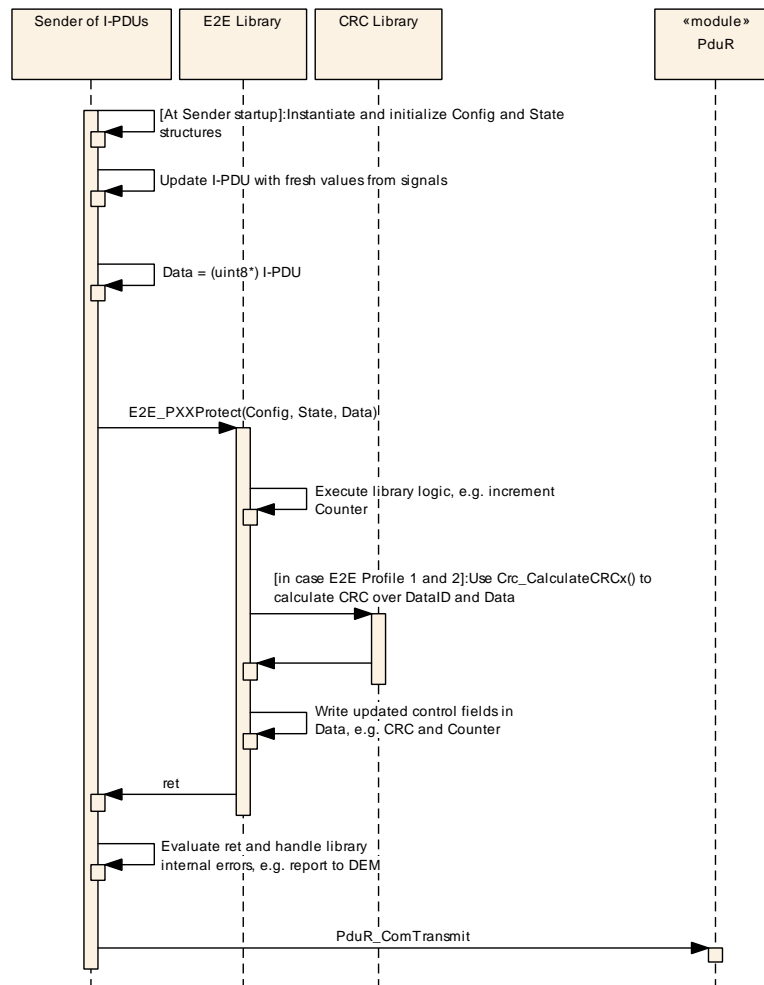 Sender of I-PDUs
E2E Library
CRC Library
«module»
PduR
[At Sender startup]:Instantiate and initialize Config and State
structures
Update I-PDU with fresh values from signals
Data = (uint8*) I-PDU
E2E_PXXProtect(Config, State, Data)
Execute library logic, e.g. increment
Counter
[in case E2E Profile 1 and 2]:Use Crc_CalculateCRCx() to
calculate CRC over DataID and Data
Write updated control fields in
Data, e.g. CRC and Counter
ret
Evaluate ret and handle library
internal errors, e.g. report to DEM
PduR_ComTransmit